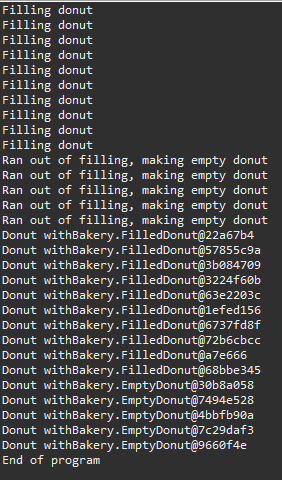 Filling donut
Filling donut
Filling donut
Filling donut
Filling donut
Filling donut
Filling donut
Filling donut
Filling donut
Filling donut
Ran out of filling, making empty donut
Ran out of filling, making empty donut
Ran out of filling, making empty donut
Ran out of filling, making empty donut
Ran out of filling, making empty donut
Donut withBakery.FilledDonut@22a67b4
Donut withBakery.FilledDonut@57855c9a
Donut withBakery.FilledDonut@3b084709
Donut withBakery.FilledDonut@3224f60b
Donut withBakery.FilledDonut@63e2203c
Donut withBakery.FilledDonut@1efed156
Donut withBakery.FilledDonut@6737fd8f
Donut withBakery.FilledDonut@72b6cbcc
Donut withBakery.FilledDonut@a7e666
Donut withBakery.FilledDonut@68bbe345
Donut withBakery.EmptyDonut@30b8a058
Donut withBakery.EmptyDonut@7494e528
Donut withBakery.EmptyDonut@4bbfb90a
Donut withBakery.EmptyDonut@7c29daf3
Donut withBakery.EmptyDonut@9660f4e
End of program